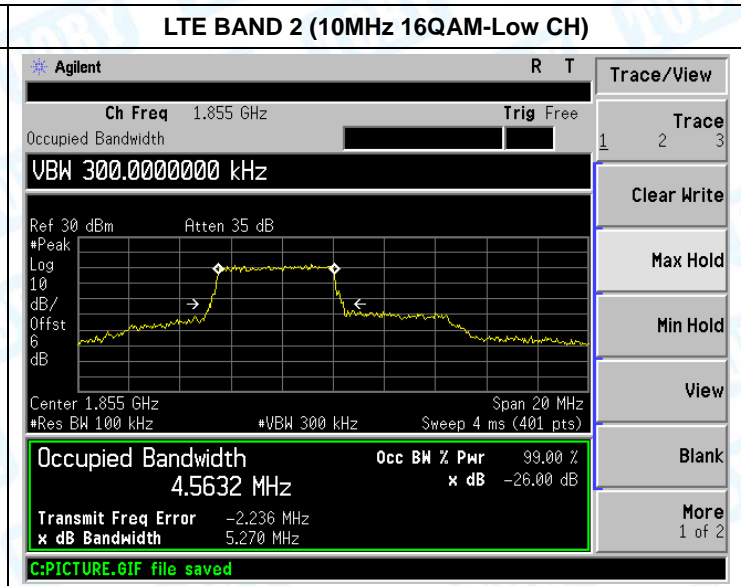 LTE BAND 2 (10MHz 16QAM-Low CH)
Agilent R T
Trace/View
Ch Freq 1.855 GHz Trig Free
Occupied Bandwidth
Trace
1 2 3
VBW 300.0000000 kHz
Clear Write
Ref 30 dBm Atten 35 dB
#Peak
Log
10
dB/
Offst
6
dB
Max Hold
Min Hold
Center 1.855 GHz Span 20 MHz
#Res BW 100 kHz #VBW 300 kHz Sweep 4 ms (401 pts)
View
Occupied Bandwidth Occ BW % Pwr 99.00 %
4.5632 MHz x dB -26.00 dB
Blank
Transmit Freq Error -2.236 MHz
x dB Bandwidth 5.270 MHz
More
1 of 2
C:PICTURE.GIF file saved